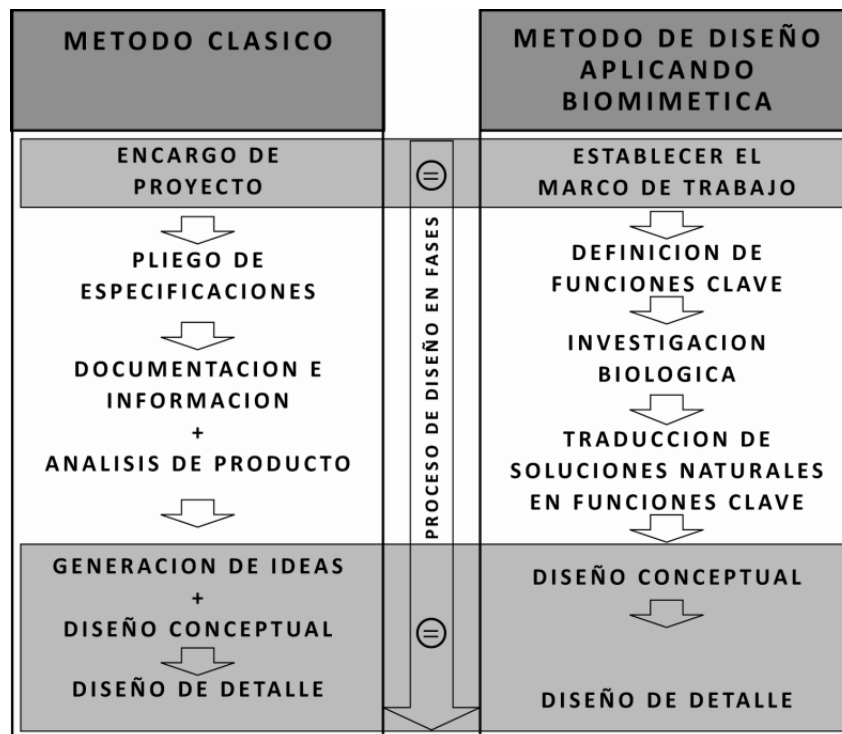 METODO CLASICO
ENCARGO DE
PROYECTO
PLIEGO DE
ESPECIFICACIONES
DOCUMENTACION E
INFORMACION
+
ANALISIS DE PRODUCTO
GENERACION DE IDEAS
+
DISEÑO CONCEPTUAL
DISEÑO DE DETALLE
=
PROCESO DE DISEÑO EN FASES
=
METODO DE DISEÑO
APLICANDO
BIOMIMETICA
ESTABLECER EL
MARCO DE TRABAJO
DEFINICION DE
FUNCIONES CLAVE
INVESTIGACION
BIOLOGICA
TRADUCCION DE
SOLUCIONES NATURALES
EN FUNCIONES CLAVE
DISEÑO CONCEPTUAL
DISEÑO DE DETALLE